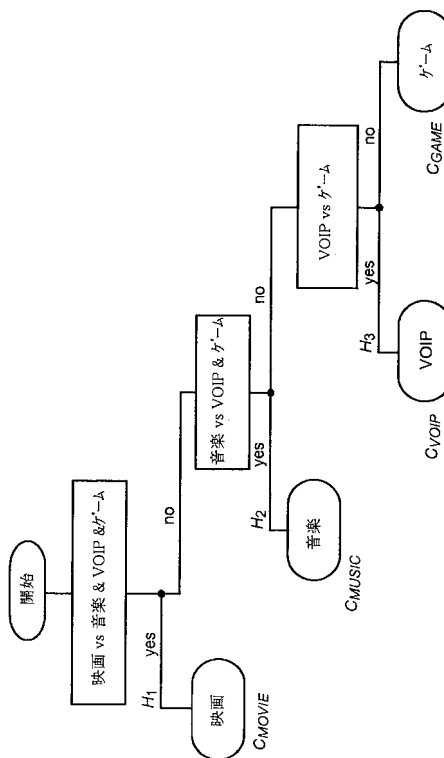 開始
映画 vs 音楽 & VOIP &ゲーム
H1
yes
no
映画
CMOVIE
音楽 vs VOIP & ゲーム
H2
yes
no
音楽
CMUSIC
VOIP vs ゲーム
H3
yes
no
VOIP
CVOIP
ゲーム
CGAME